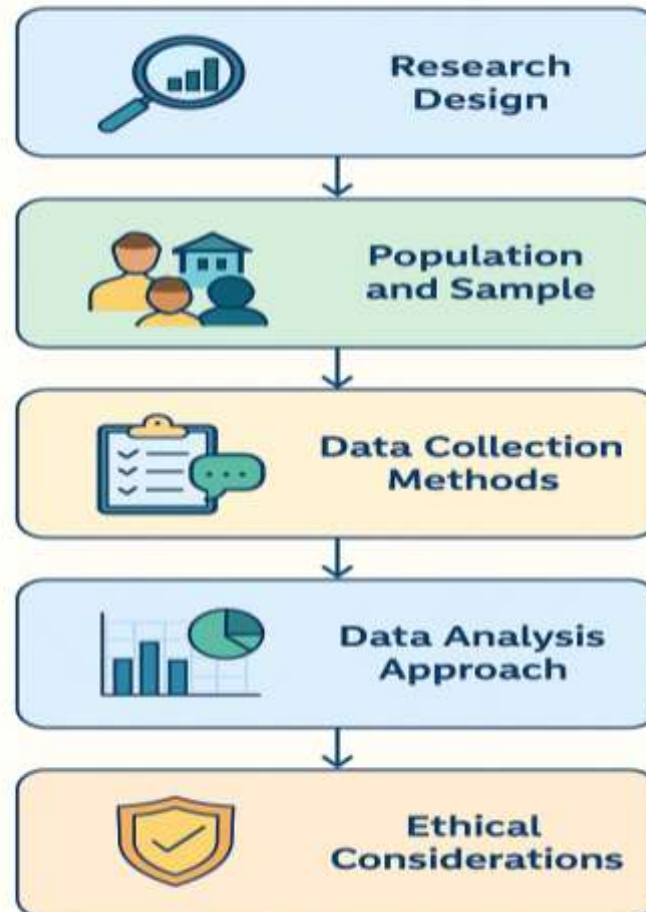 Research
Design
Population
and Sample
Data Collection
Methods
Data Analysis
Approach
Ethical
Considerations